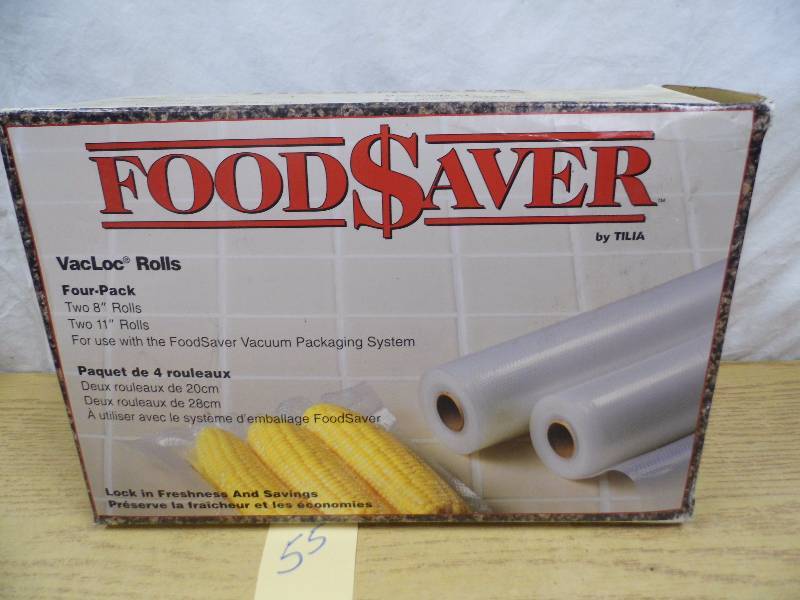 FOOD$AVER™
by TILIA
VacLoc® Rolls
Four-Pack
Two 8" Rolls
Two 11" Rolls
For use with the FoodSaver Vacuum Packaging System
Paquet de 4 rouleaux
Deux rouleaux de 20cm
Deux rouleaux de 28cm
À utiliser avec le système d'emballage FoodSaver
Lock in Freshness And Savings
Préserve la fraîcheur et les économies
55